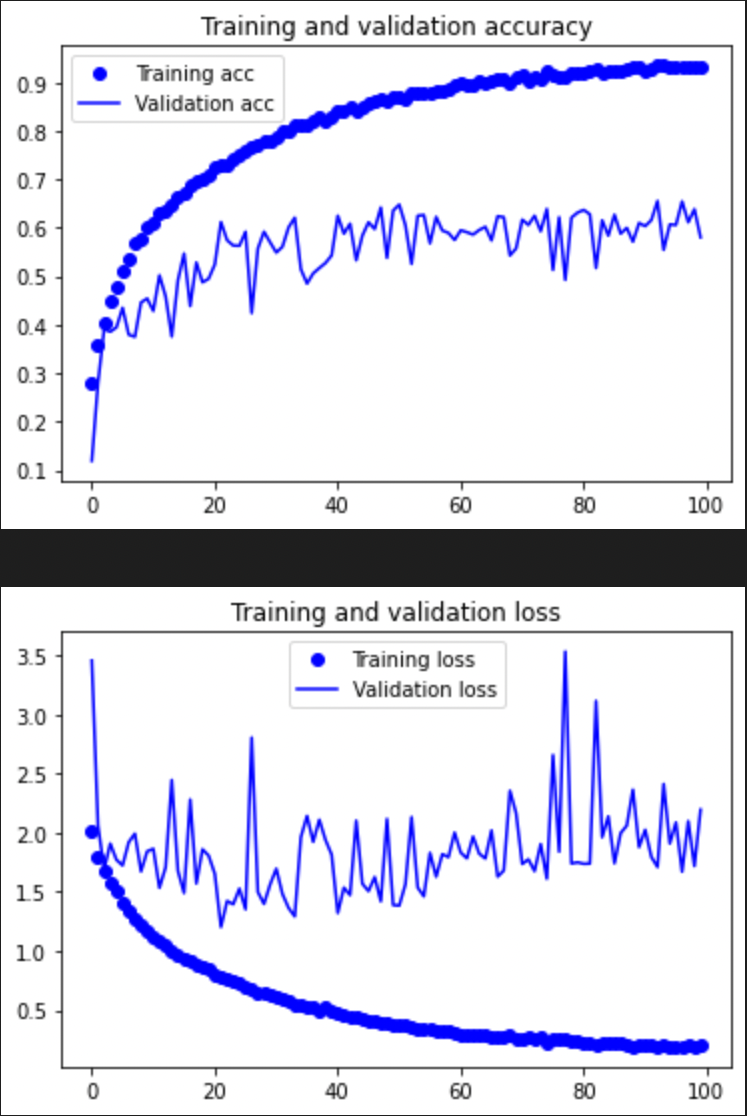 Training and validation accuracy
0.9
0.8
0.7
0.6
0.5
0.4
0.3
0.2
0.1
Training acc
Validation acc
0 20 40 60 80 100
Training and validation loss
3.5
3.0
2.5
2.0
1.5
1.0
0.5
Training loss
Validation loss
0 20 40 60 80 100